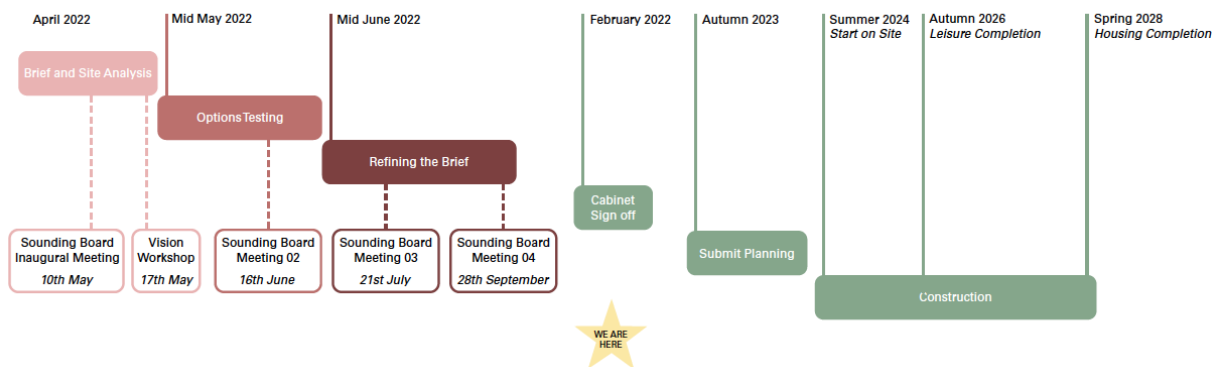 April 2022
Mid May 2022
Mid June 2022
February 2022
Autumn 2023
Summer 2024
Start on Site
Autumn 2026
Leisure Completion
Spring 2028
Housing Completion
Brief and Site Analysis
Options Testing
Refining the Brief
Cabinet
Sign off
Submit Planning
Construction
Sounding Board
Inaugural Meeting
10th May
Vision
Workshop
17th May
Sounding Board
Meeting 02
16th June
Sounding Board
Meeting 03
21st July
Sounding Board
Meeting 04
28th September
WE ARE
HERE